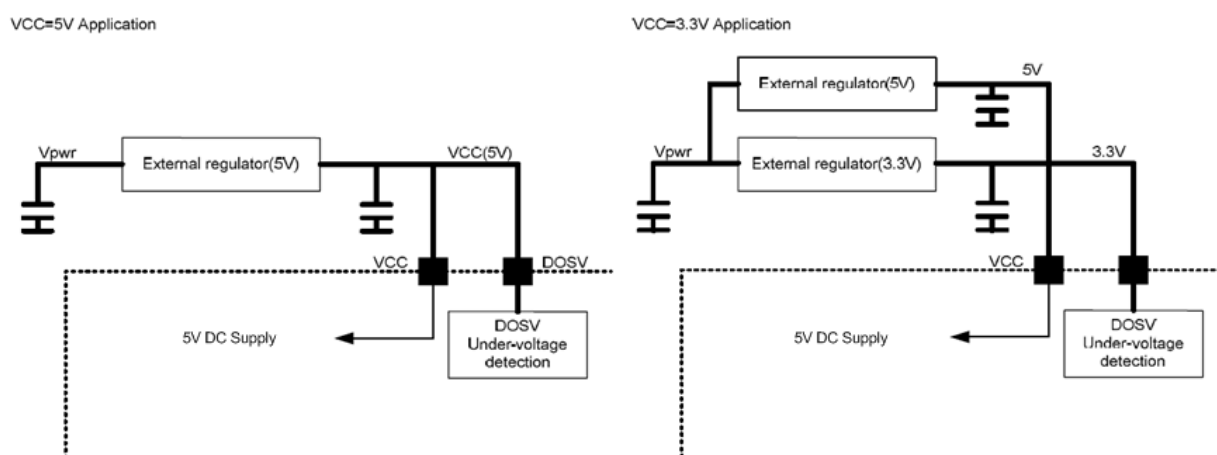 VCC=5V Application
Vpwr
External regulator(5V)
VCC(5V)
VCC
DOSV
5V DC Supply
DOSV
Under-voltage
detection
VCC=3.3V Application
External regulator(5V)
5V
Vpwr
External regulator(3.3V)
3.3V
VCC
5V DC Supply
DOSV
Under-voltage
detection